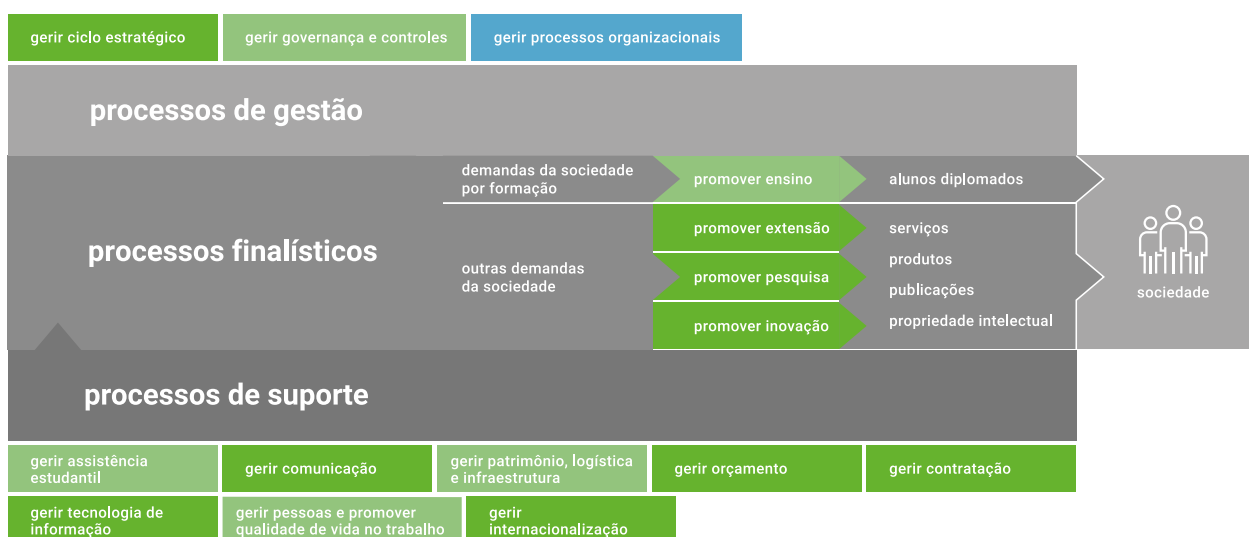 gerir ciclo estratégico
gerir governança e controles
gerir processos organizacionais
processos de gestão
processos finalísticos
demandas da sociedade
por formação
promover ensino
alunos diplomados
outras demandas
da sociedade
promover extensão
promover pesquisa
promover inovação
serviços
produtos
publicações
propriedade intelectual
sociedade
processos de suporte
gerir assistência
estudantil
gerir comunicação
gerir patrimônio, logística
e infraestrutura
gerir orçamento
gerir contratação
gerir tecnologia de
informação
gerir pessoas e promover
qualidade de vida no trabalho
gerir
internacionalização